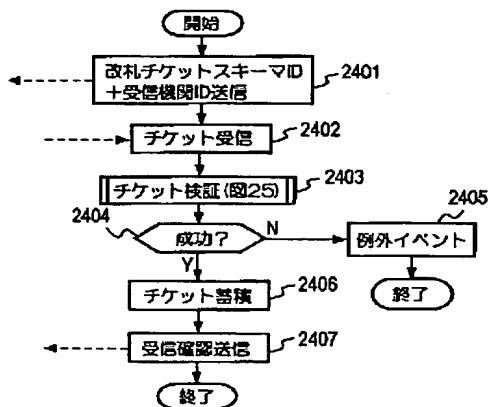 開始
改札チケットスキーマID
+受信機関ID送信
2401
チケット受信
2402
チケット検証(図25)
2403
2404
成功?
N
Y
2405
例外イベント
終了
チケット蓄積
2406
受信確認送信
2407
終了